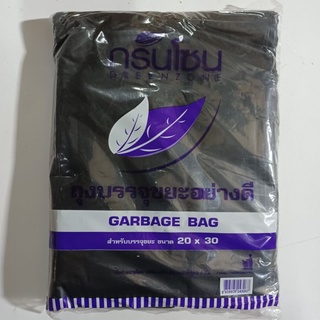 กรีนโซน
GREENZONE
ถุงบรรจุขยะอย่างดี
GARBAGE BAG
สำหรับบรรจุขยะ ขนาด 20 x 30